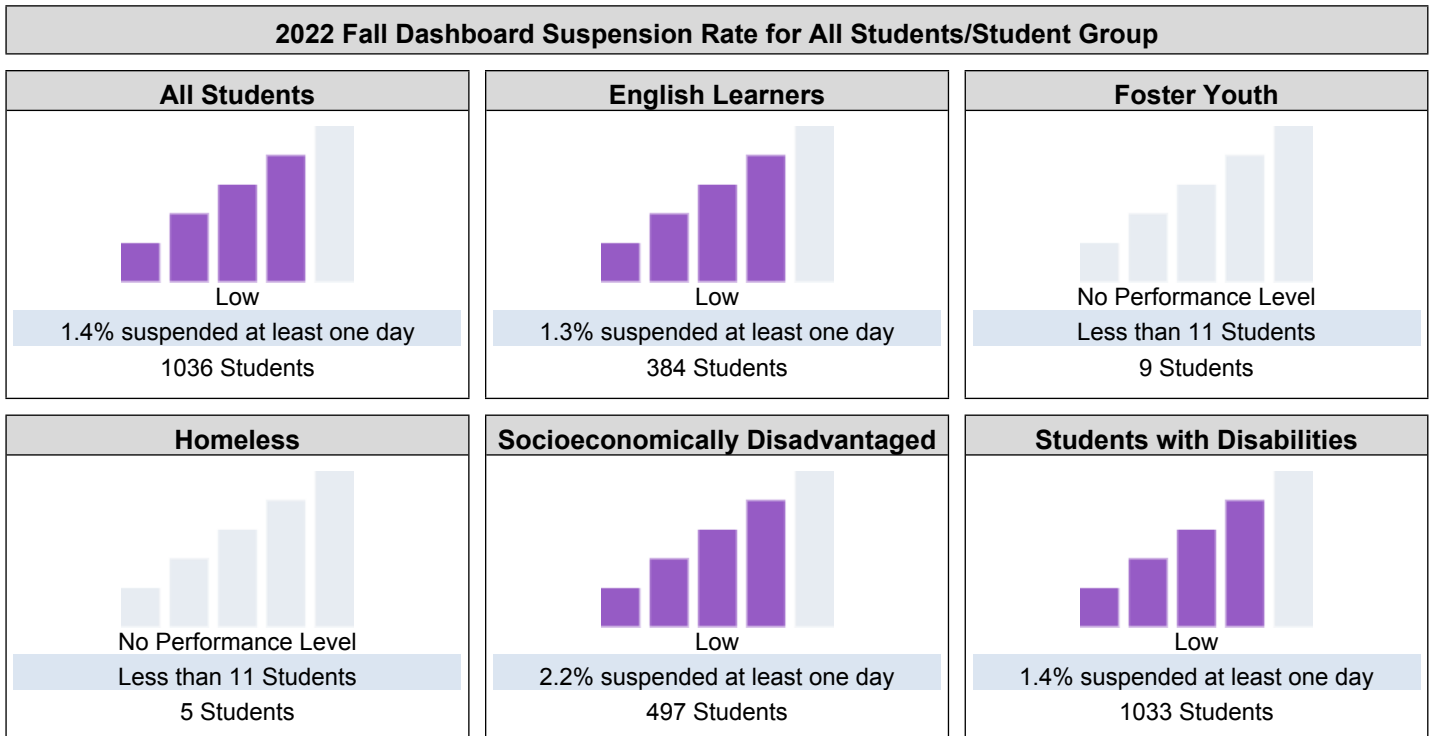 2022 Fall Dashboard Suspension Rate for All Students/Student Group
All Students
Low
1.4% suspended at least one day
1036 Students
English Learners
Low
1.3% suspended at least one day
384 Students
Foster Youth
No Performance Level
Less than 11 Students
9 Students
Homeless
No Performance Level
Less than 11 Students
5 Students
Socioeconomically Disadvantaged
Low
2.2% suspended at least one day
497 Students
Students with Disabilities
Low
1.4% suspended at least one day
1033 Students